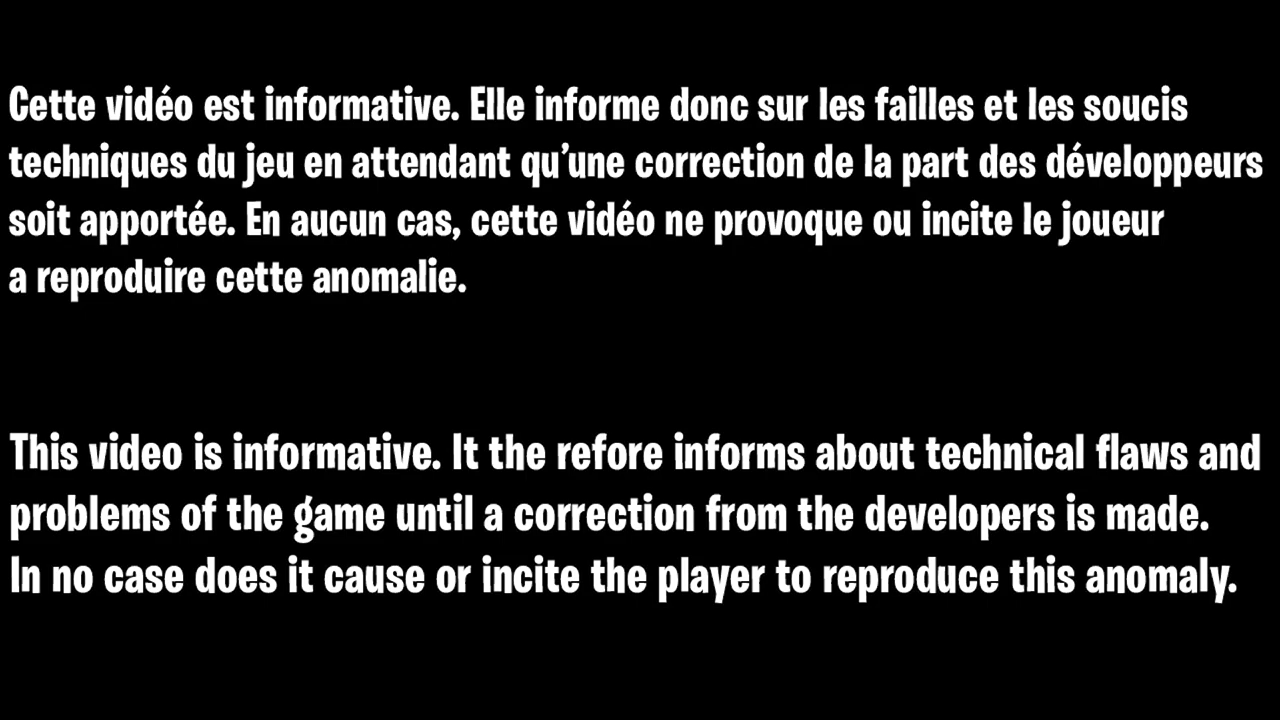 Cette vidéo est informative. Elle informe donc sur les failles et les soucis
techniques du jeu en attendant qu’une correction de la part des développeurs
soit apportée. En aucun cas, cette vidéo ne provoque ou incite le joueur
a reproduire cette anomalie.
This video is informative. It the refore informs about technical flaws and
problems of the game until a correction from the developers is made.
In no case does it cause or incite the player to reproduce this anomaly.